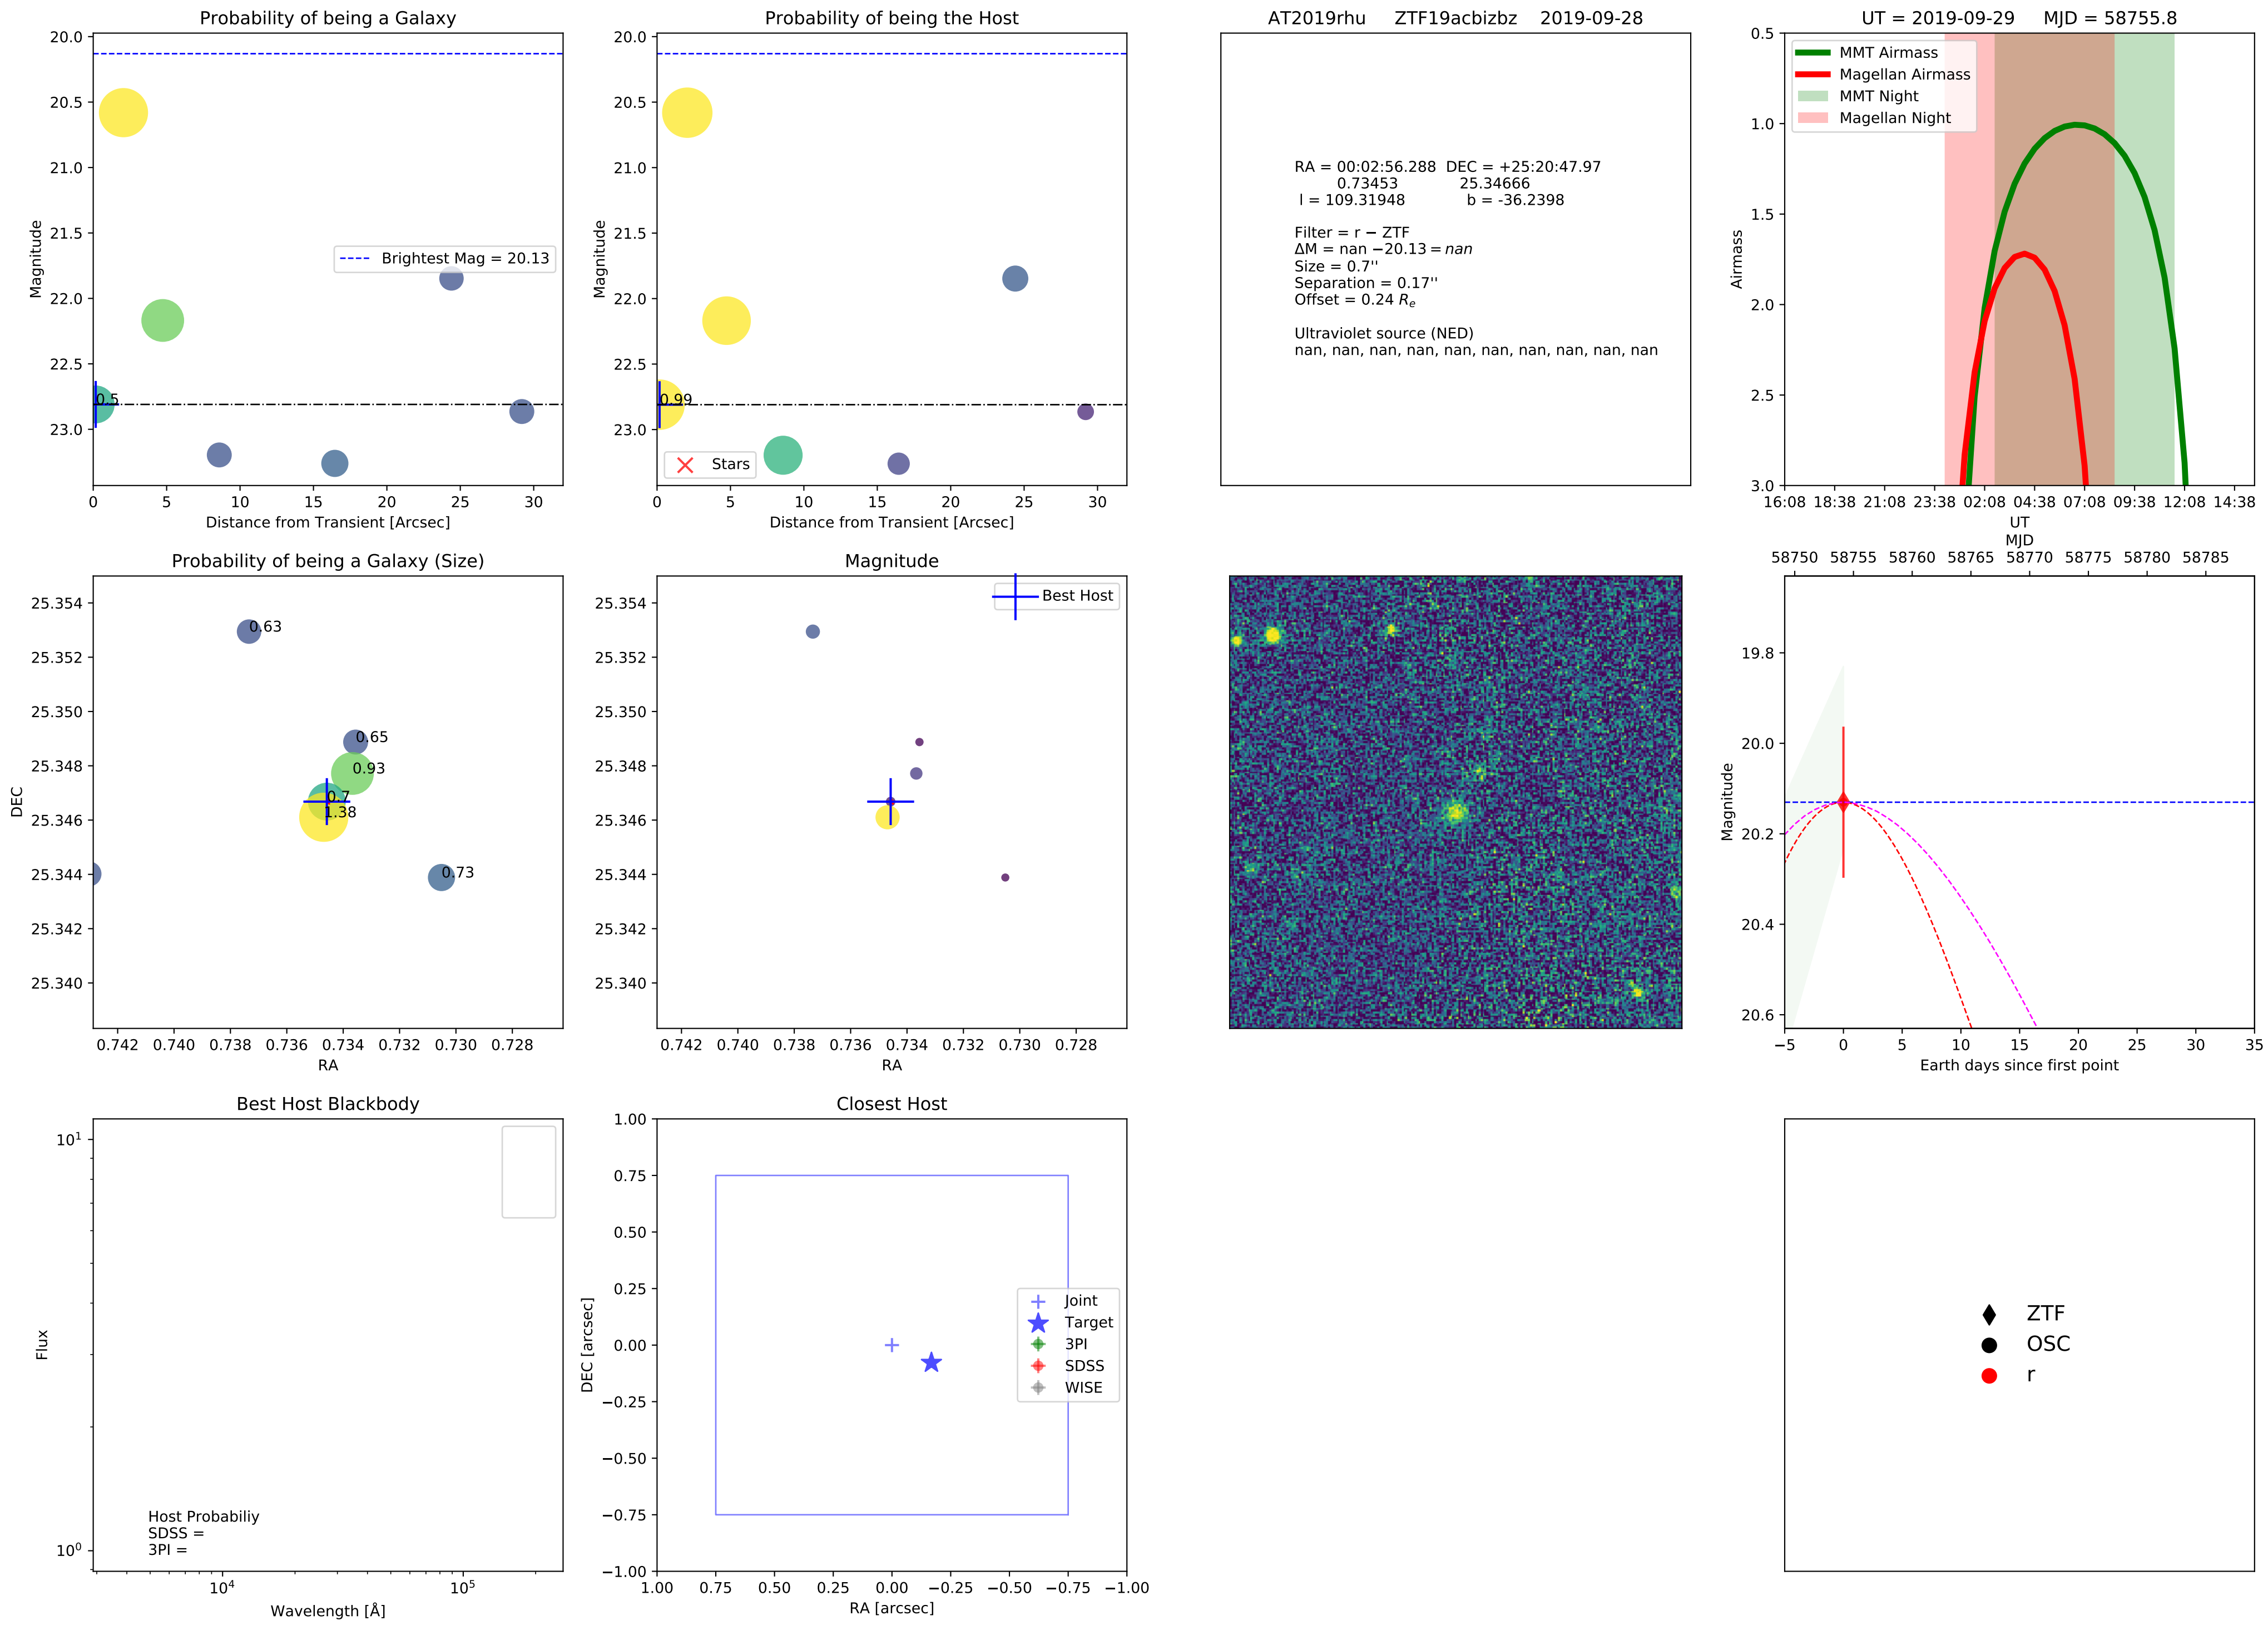 Probability of being a Galaxy
20.0
20.5
21.0
21.5
22.0
22.5
23.0
Magnitude
Brightest Mag = 20.13
0.5
0 5 10 15 20 25 30
Distance from Transient [Arcsec]
Probability of being the Host
20.0
20.5
21.0
21.5
22.0
22.5
23.0
Magnitude
0.99
Stars
0 5 10 15 20 25 30
Distance from Transient [Arcsec]
AT2019rhu ZTF19acbizbz 2019-09-28
RA = 00:02:56.288 DEC = +25:20:47.97
0.73453 25.34666
l = 109.31948 b = -36.2398
Filter = r − ZTF
ΔM = nan −20.13 = nan
Size = 0.7''
Separation = 0.17''
Offset = 0.24 Re
Ultraviolet source (NED)
nan, nan, nan, nan, nan, nan, nan, nan, nan, nan
UT = 2019-09-29 MJD = 58755.8
0.5
1.0
1.5
2.0
2.5
3.0
Airmass
MMT Airmass
Magellan Airmass
MMT Night
Magellan Night
16:08 18:38 21:08 23:38 02:08 04:38 07:08 09:38 12:08 14:38
UT
Probability of being a Galaxy (Size)
25.354
25.352
25.350
25.348
25.346
25.344
25.342
25.340
DEC
0.63
0.65
0.93
0.7
1.38
0.73
0.742 0.740 0.738 0.736 0.734 0.732 0.730 0.728
RA
Magnitude
25.354
25.352
25.350
25.348
25.346
25.344
25.342
25.340
Best Host
0.742 0.740 0.738 0.736 0.734 0.732 0.730 0.728
RA
MJD
58750 58755 58760 58765 58770 58775 58780 58785
19.8
20.0
20.2
20.4
20.6
Magnitude
−5 0 5 10 15 20 25 30 35
Earth days since first point
Best Host Blackbody
10^1
10^0
Flux
Host Probabiliy
SDSS =
3PI =
10^4 10^5
Wavelength [Å]
Closest Host
1.00
0.75
0.50
0.25
0.00
−0.25
−0.50
−0.75
−1.00
DEC [arcsec]
Joint
Target
3PI
SDSS
WISE
1.00 0.75 0.50 0.25 0.00 −0.25 −0.50 −0.75 −1.00
RA [arcsec]
ZTF
OSC
r